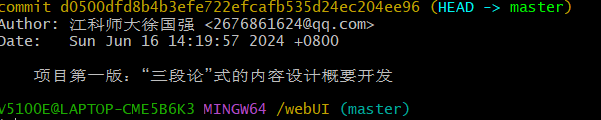 commit d0500dfd8b4b3efe722efcafb535d24ec204ee96 (HEAD -> master)
Author: 江科师大徐国强 <2676861624@qq.com>
Date:   Sun Jun 16 14:19:57 2024 +0800
项目第一版：“三段论”式的内容设计概要开发
V5100E@LAPTOP-CME5B6K3 MINGW64 /webUI (master)